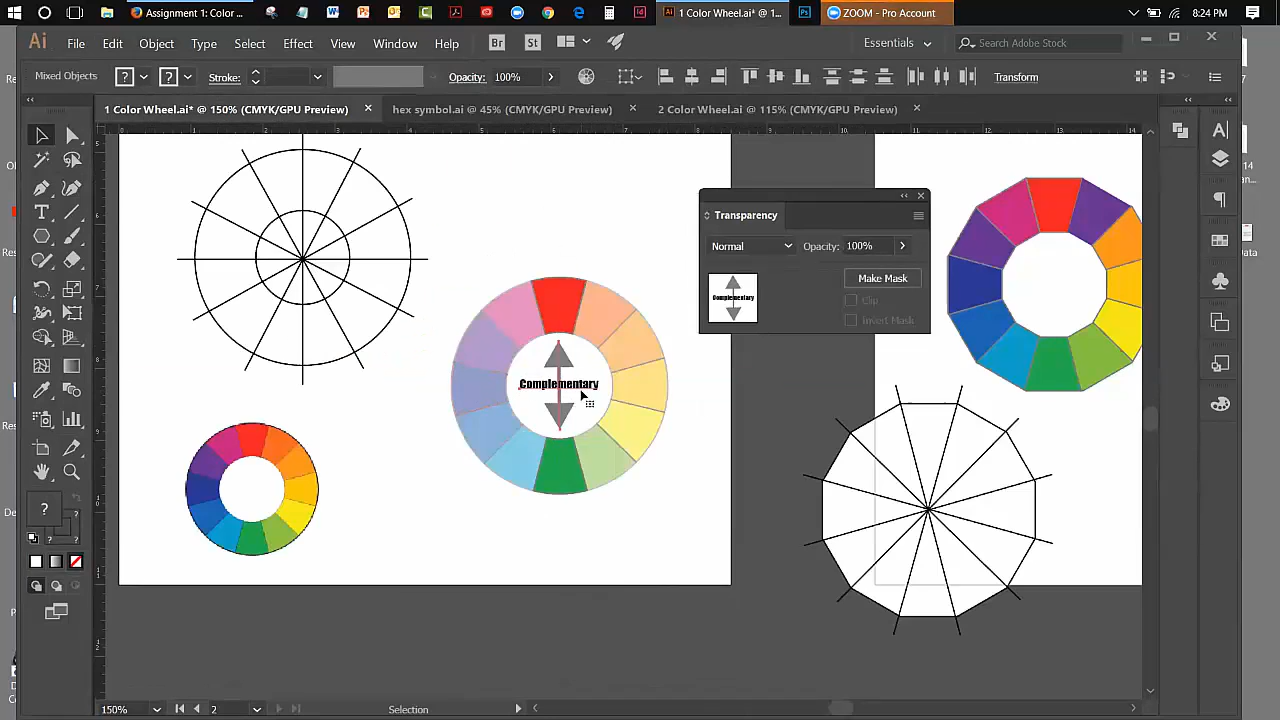 Assignment 1: Color ...
1 Color Wheel.ai* @ 1...
ZOOM - Pro Account
8:24 PM
Ai
File
Edit
Object
Type
Select
Effect
View
Window
Help
Br
St
Essentials
Search Adobe Stock
Mixed Objects
?
?
Stroke:
Opacity:
100%
Transform
1 Color Wheel.ai* @ 150% (CMYK/GPU Preview)
hex symbol.ai @ 45% (CMYK/GPU Preview)
2 Color Wheel.ai @ 115% (CMYK/GPU Preview)
Transparency
Normal
Opacity:
100%
Make Mask
Clip
Invert Mask
Complementary
Complementary
150%
2
Selection